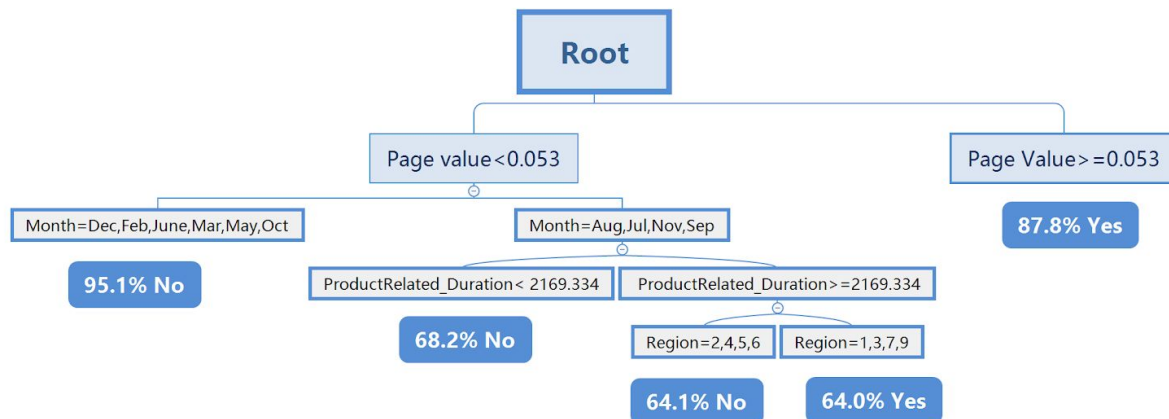 Root
Page value<0.053
Page Value>=0.053
Month=Dec,Feb,June,Mar,May,Oct
Month=Aug,Jul,Nov,Sep
87.8% Yes
95.1% No
ProductRelated_Duration< 2169.334
ProductRelated_Duration>=2169.334
68.2% No
Region=2,4,5,6
Region=1,3,7,9
64.1% No
64.0% Yes